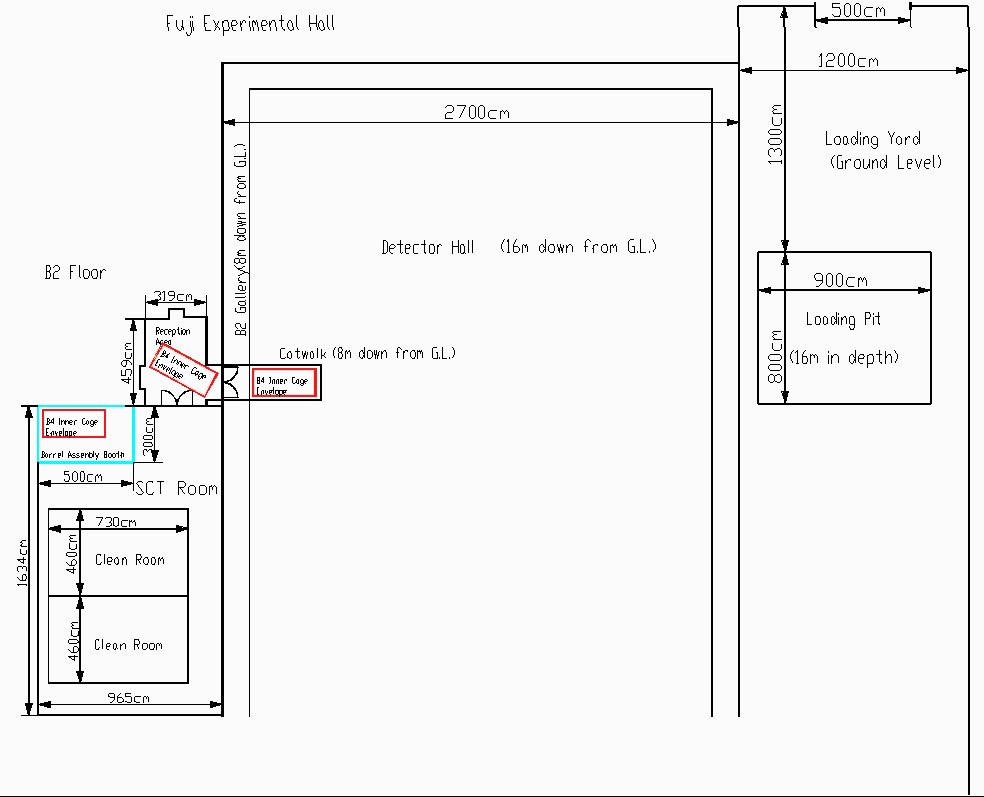 Fuji Experimental Hall
500cm
1200cm
2700cm
1300cm
Loading Yard
(Ground Level)
B2 Gallery(8m down from G.L.)
Detector Hall (16m down from G.L.)
B2 Floor
900cm
319cm
Loading Pit
800cm
(16m in depth)
Reception
Area
459cm
B4 Inner Cage
Envelope
Catwalk (8m down from G.L.)
B4 Inner Cage
Envelope
B4 Inner Cage
Envelope
300cm
Barrel Assembly Booth
500cm
SCT Room
730cm
1634cm
460cm
Clean Room
460cm
Clean Room
965cm